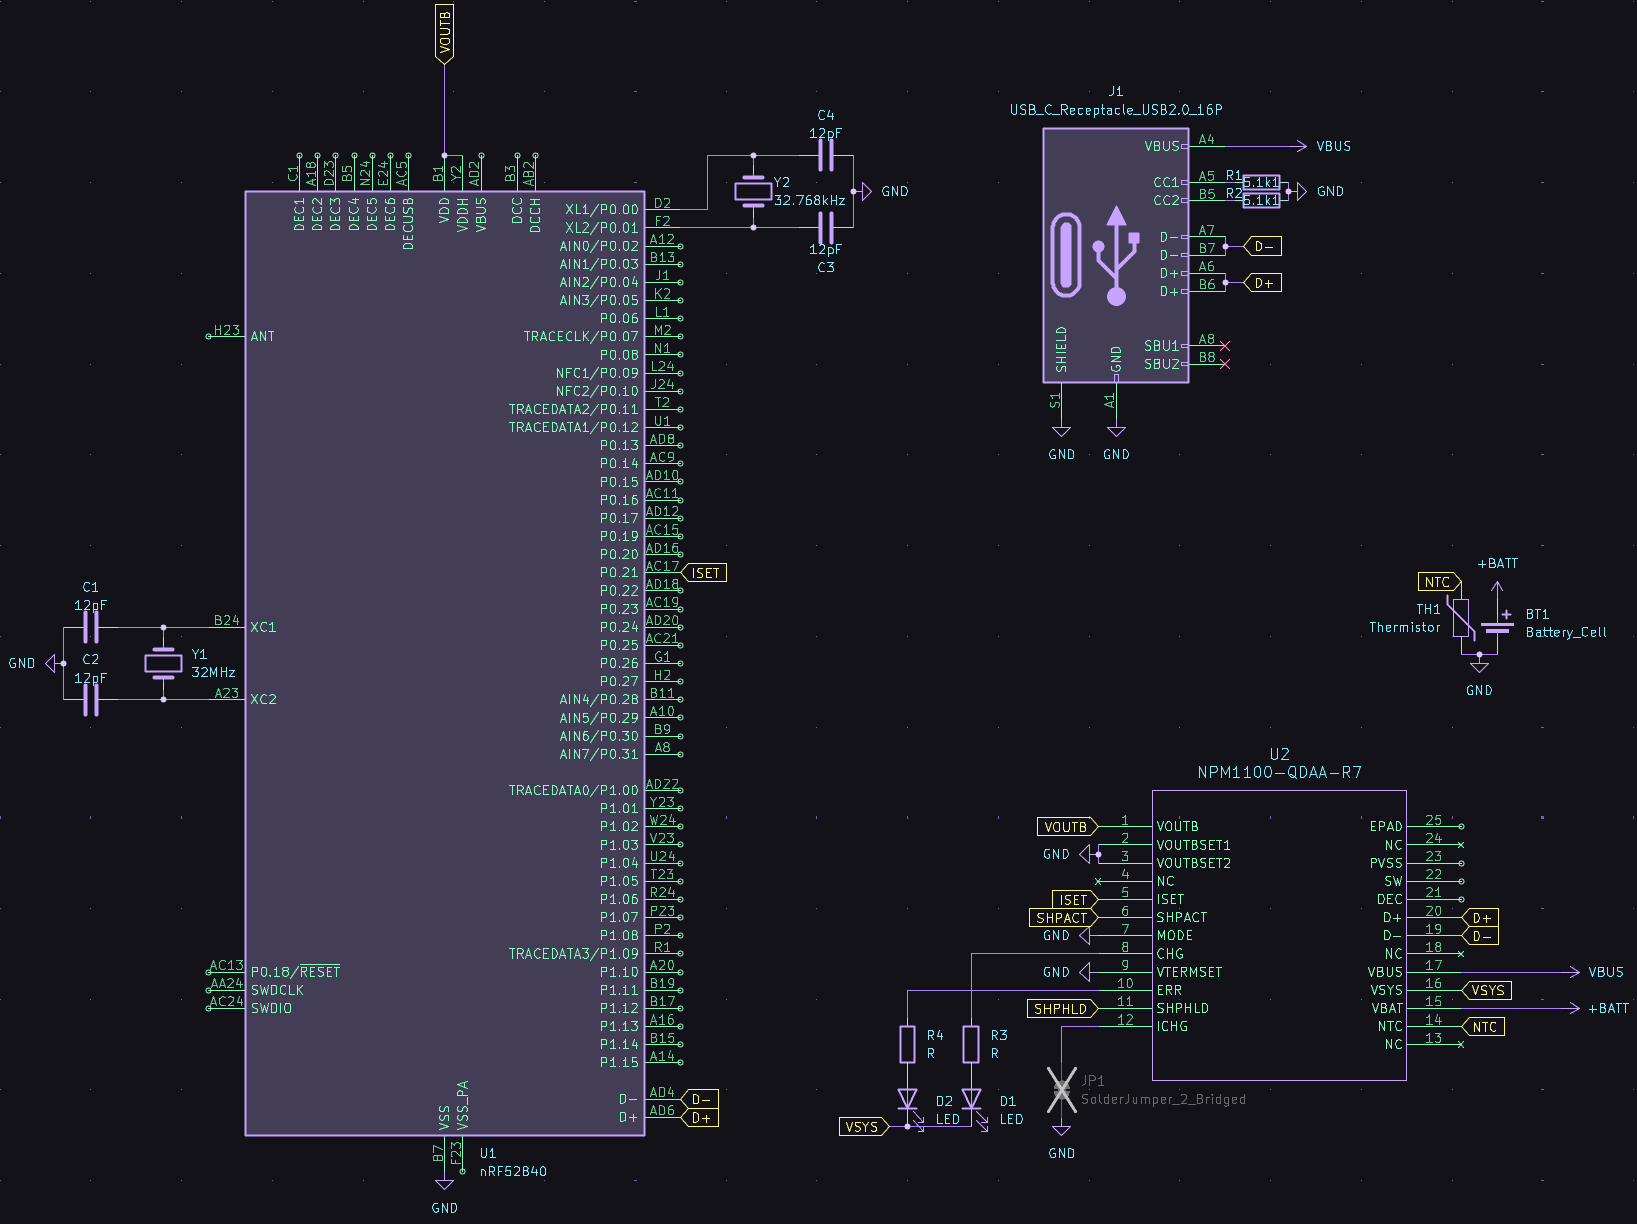 VOUTB
C1
A18
D23
B5
N24
E24
AC5
B1
Y2
AD2
B3
AB2
DEC1
DEC2
DEC3
DEC4
DEC5
DEC6
DECUSB
VDD
VDDH
VBUS
DCC
DCCH
D2 XL1/P0.00
F2 XL2/P0.01
A12 AIN0/P0.02
B13 AIN1/P0.03
J1 AIN2/P0.04
K2 AIN3/P0.05
L1 P0.06
M2 TRACECLK/P0.07
N1 P0.08
L24 NFC1/P0.09
J24 NFC2/P0.10
T2 TRACEDATA2/P0.11
U1 TRACEDATA1/P0.12
AD8 P0.13
AC9 P0.14
AD10 P0.15
AC11 P0.16
AD12 P0.17
AC15 P0.19
AD16 P0.20
AC17 P0.21 ISET
AD18 P0.22
AC19 P0.23
AD20 P0.24
AC21 P0.25
G1 P0.26
H2 P0.27
B11 AIN4/P0.28
A10 AIN5/P0.29
B9 AIN6/P0.30
A8 AIN7/P0.31
AD22 TRACEDATA0/P1.00
Y23 P1.01
W24 P1.02
V23 P1.03
U24 P1.04
T23 P1.05
R24 P1.06
P23 P1.07
P2 P1.08
R1 TRACEDATA3/P1.09
A20 P1.10
B19 P1.11
B17 P1.12
A16 P1.13
B15 P1.14
A14 P1.15
AD4 D- D-
AD6 D+ D+
H23 ANT
B24 XC1
A23 XC2
AC13 P0.18/RESET
AA24 SWDCLK
AC24 SWDIO
VSS
VSS_PA
B7
F23
U1
nRF52840
GND
C1
12pF
C2
12pF
GND
Y1
32MHz
C4
12pF
Y2
32.768kHz
GND
12pF
C3
J1
USB_C_Receptacle_USB2.0_16P
VBUS A4 VBUS
CC1 A5 R1 5.1k1
CC2 B5 R2 5.1k1
GND
D- A7
D- B7
D-
D+ A6
D+ B6
D+
SBU1 A8
SBU2 B8
SHIELD
GND
S1
A1
GND
GND
+BATT
NTC
TH1
Thermistor
BT1
Battery_Cell
GND
U2
NPM1100-QDAA-R7
VOUTB 1 VOUTB
2 VOUTBSET1
GND
3 VOUTBSET2
4 NC
ISET 5 ISET
SHPACT 6 SHPACT
GND 7 MODE
8 CHG
GND 9 VTERMSET
10 ERR
SHPHLD 11 SHPHLD
12 ICHG
EPAD 25
NC 24
PVSS 23
SW 22
DEC 21
D+ 20 D+
D- 19 D-
NC 18
VBUS 17 VBUS
VSYS 16 VSYS
VBAT 15 +BATT
NTC 14 NTC
NC 13
R4
R
R3
R
D2
LED
D1
LED
VSYS
JP1
SolderJumper_2_Bridged
GND